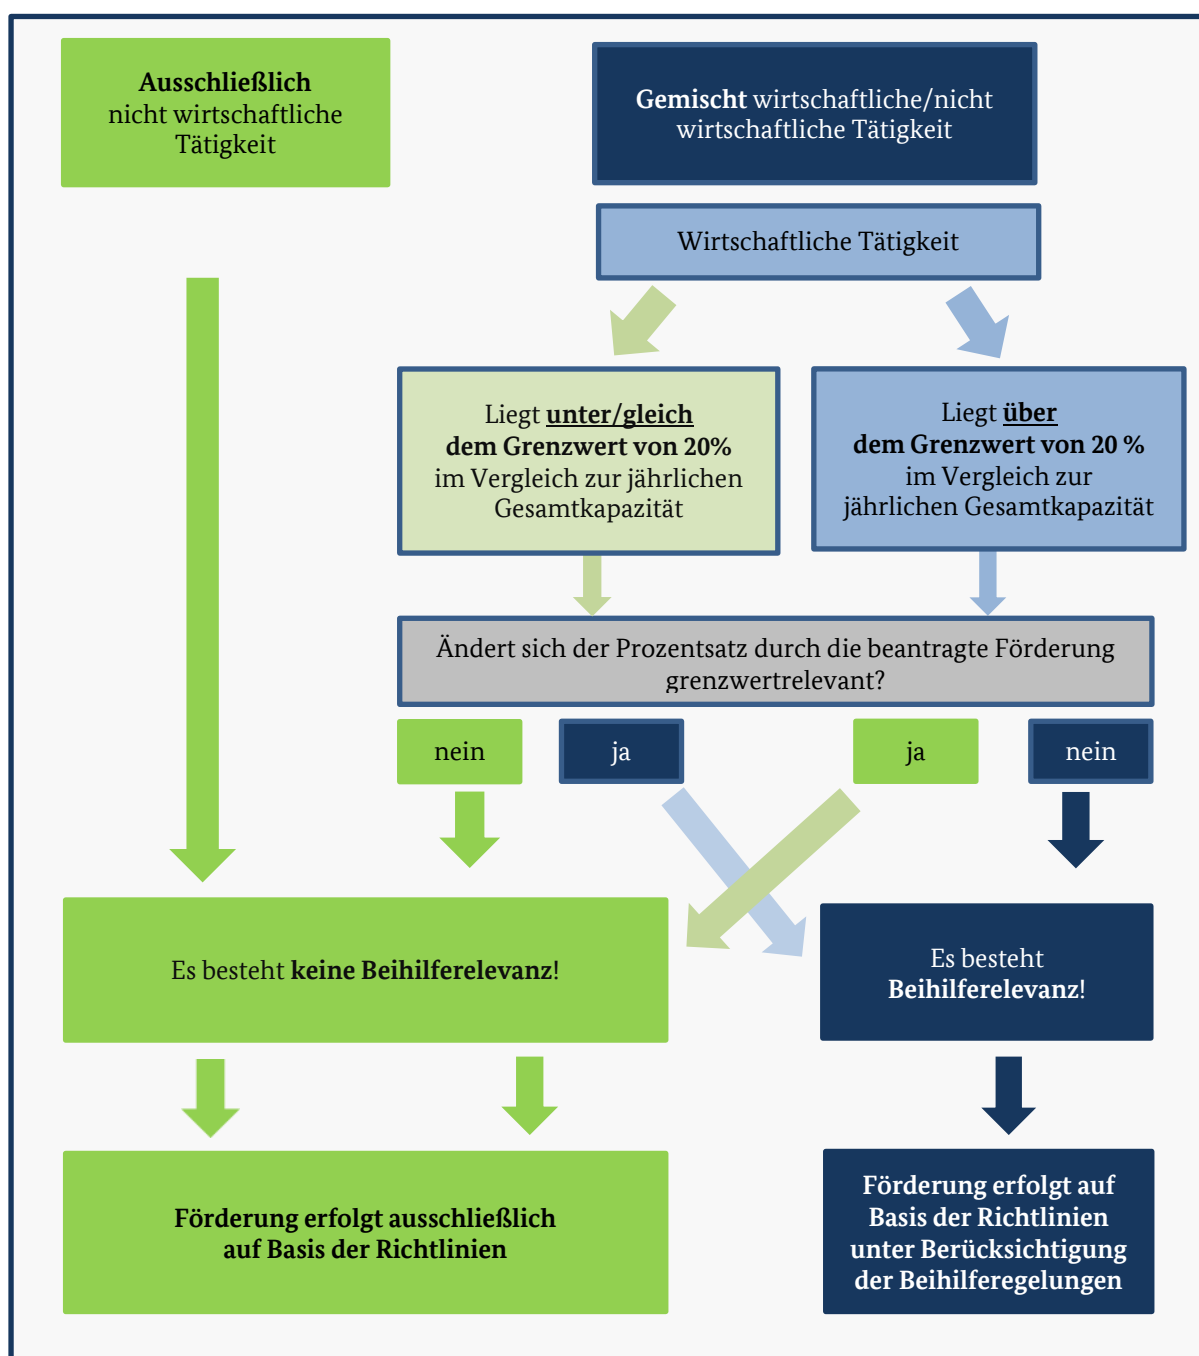 Ausschließlich
nicht wirtschaftliche
Tätigkeit
Gemischt wirtschaftliche/nicht
wirtschaftliche Tätigkeit
Wirtschaftliche Tätigkeit
Liegt unter/gleich
dem Grenzwert von 20%
im Vergleich zur jährlichen
Gesamtkapazität
Liegt über
dem Grenzwert von 20 %
im Vergleich zur
jährlichen Gesamtkapazität
Ändert sich der Prozentsatz durch die beantragte Förderung
grenzwertrelevant?
nein
ja
ja
nein
Es besteht keine Beihilferelevanz!
Es besteht
Beihilferelevanz!
Förderung erfolgt ausschließlich
auf Basis der Richtlinien
Förderung erfolgt auf
Basis der Richtlinien
unter Berücksichtigung
der Beihilferegelungen